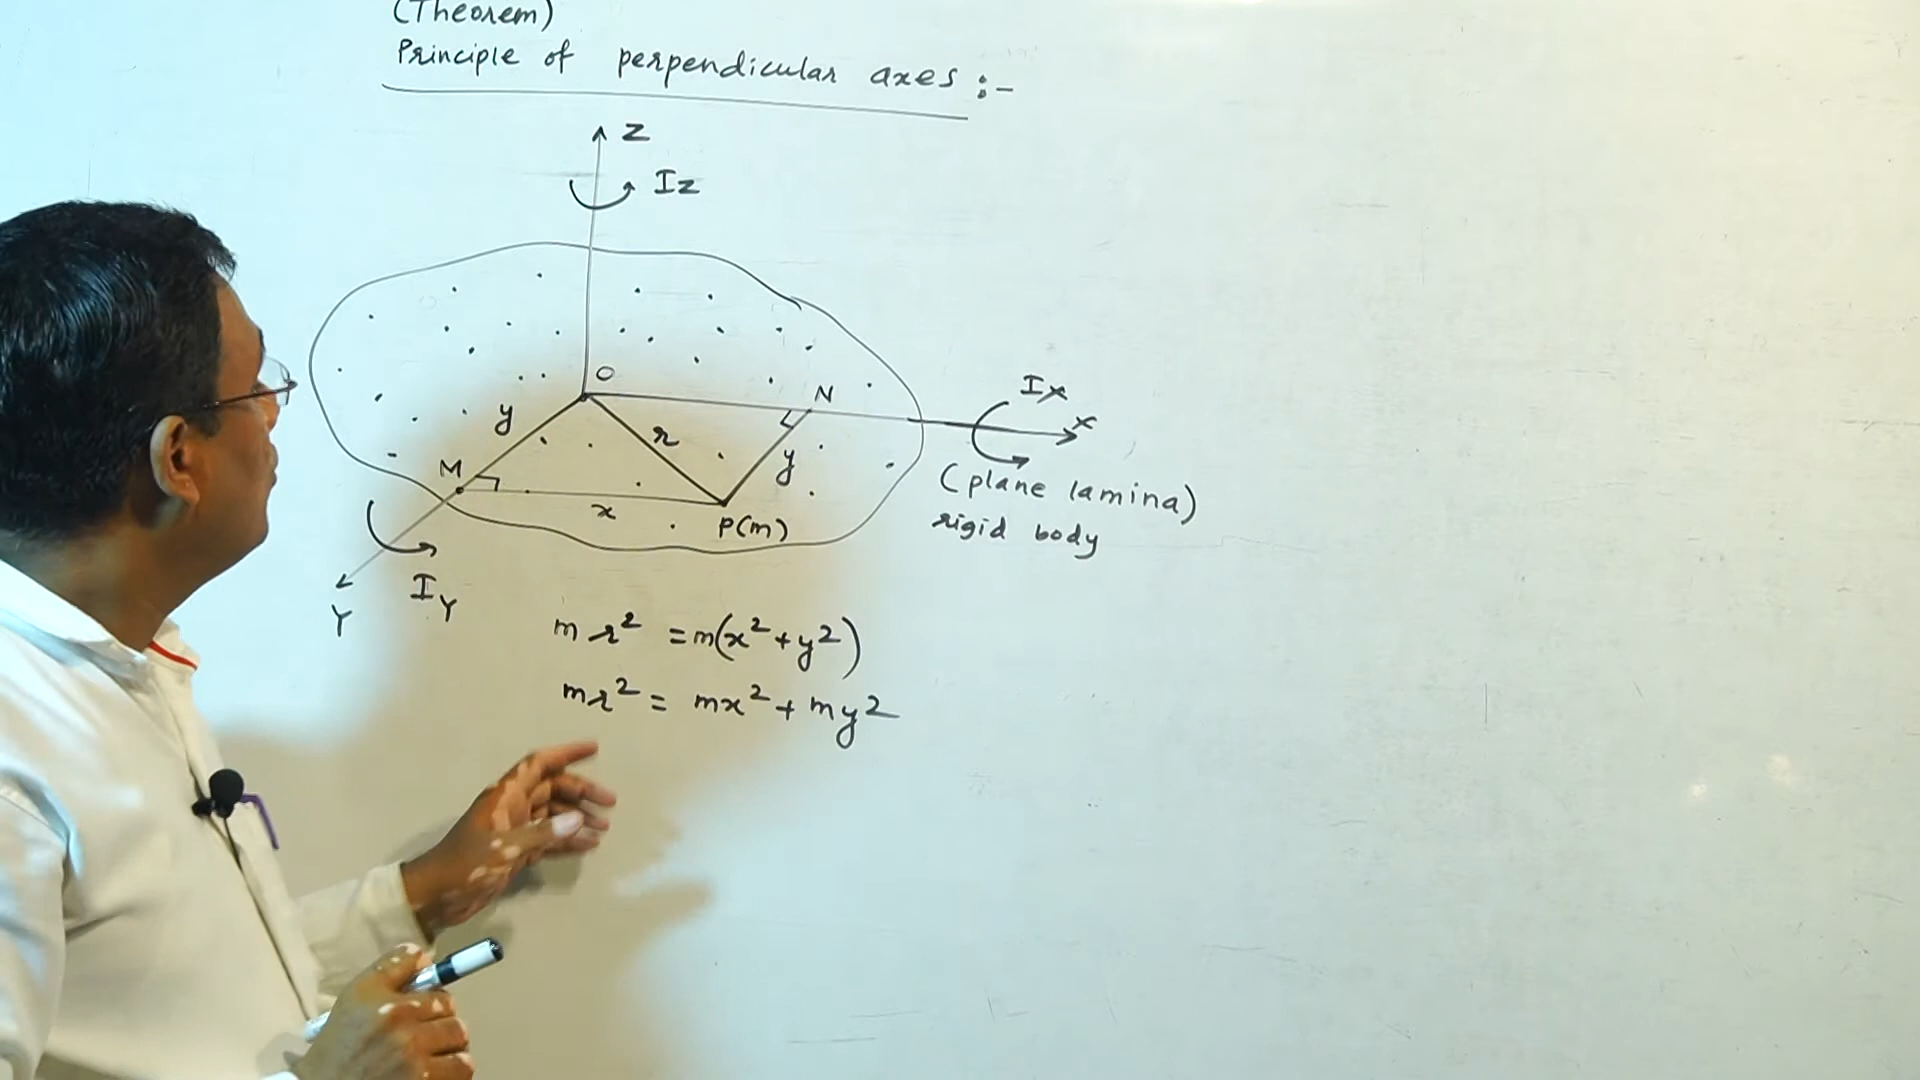 (Theorem)
Principle of perpendicular axes :-
Z
Iz
O
N
Ix
X
y
r
M
y
x
P(m)
(plane lamina)
rigid body
IY
Y
mr² = m(x² + y²)
mr² = mx² + my²